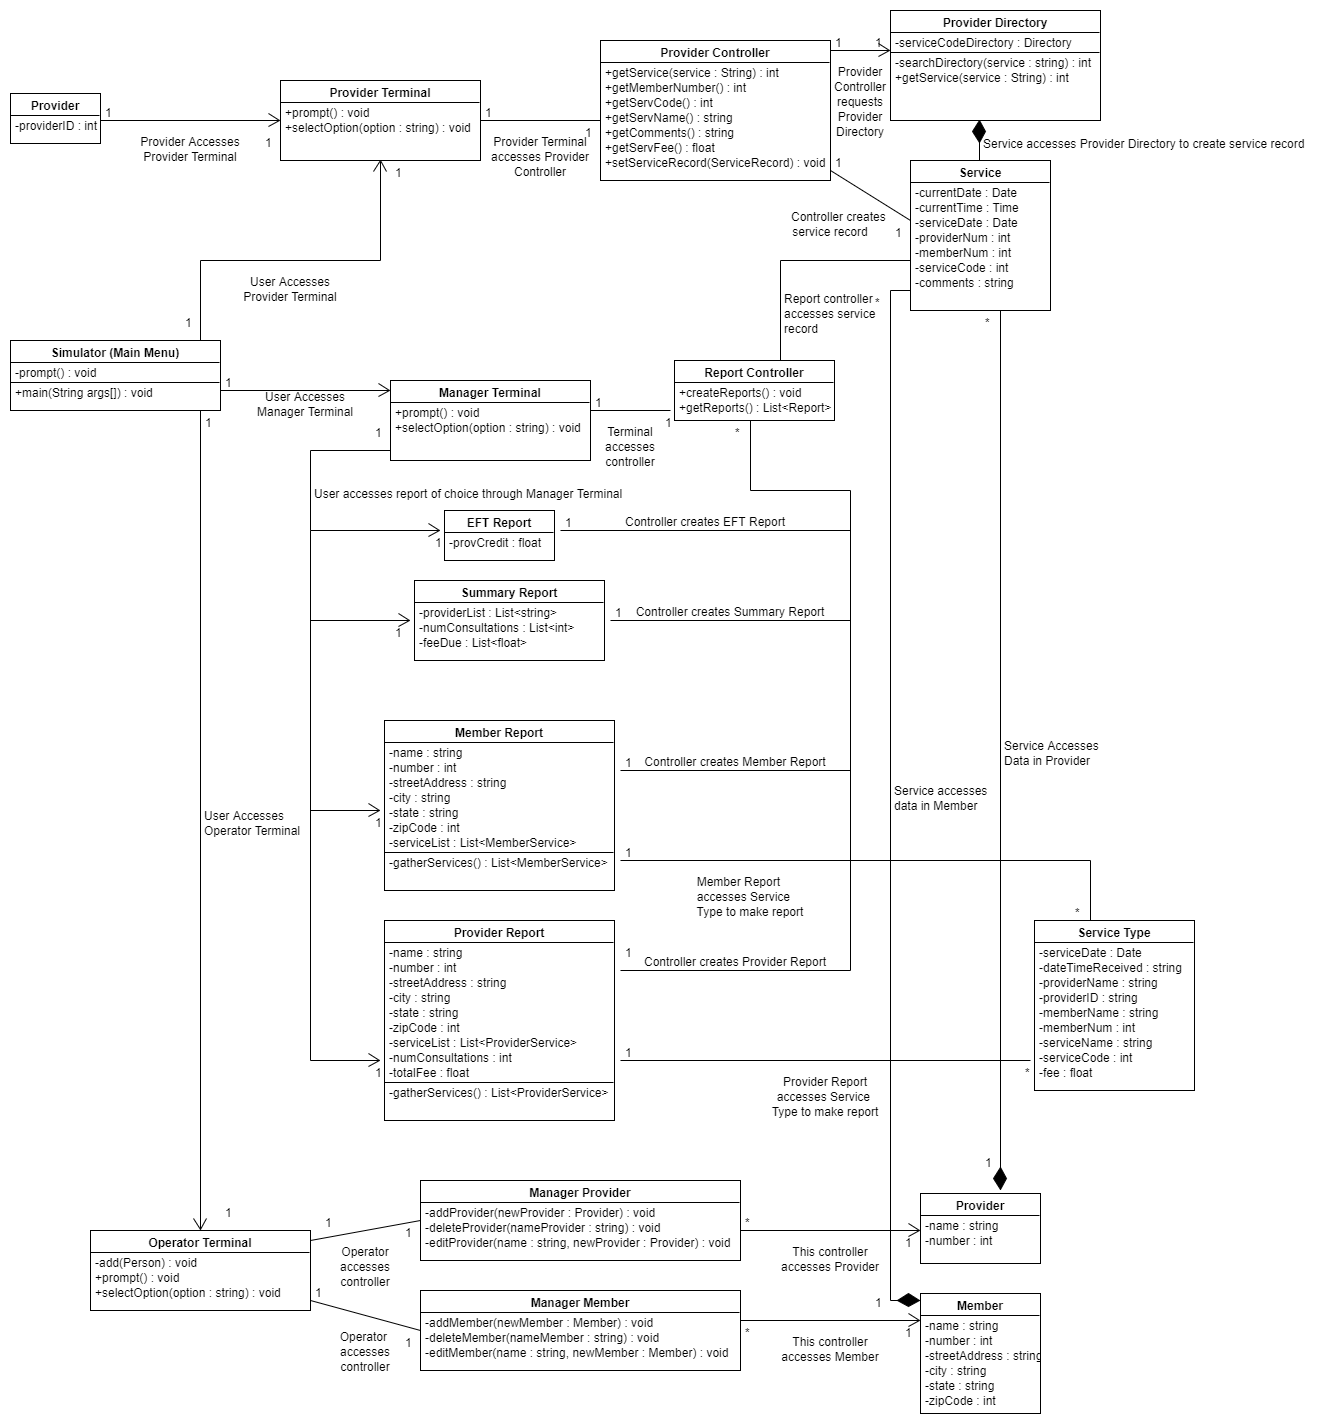 Provider Directory
-serviceCodeDirectory : Directory
-searchDirectory(service : string) : int
+getService(service : String) : int
1
1
Provider
Controller
requests
Provider
Directory
Provider Controller
+getService(service : String) : int
+getMemberNumber() : int
+getServCode() : int
+getServName() : string
+getComments() : string
+getServFee() : float
+setServiceRecord(ServiceRecord) : void
Provider Terminal
+prompt() : void
+selectOption(option : string) : void
Provider
-providerID : int
1
Provider Accesses
Provider Terminal
1
1
Provider Terminal
accesses Provider
Controller
1
Service accesses Provider Directory to create service record
1
Controller creates
service record
1
Service
-currentDate : Date
-currentTime : Time
-serviceDate : Date
-providerNum : int
-memberNum : int
-serviceCode : int
-comments : string
1
User Accesses
Provider Terminal
1
Report controller
accesses service
record
*
*
Simulator (Main Menu)
-prompt() : void
+main(String args[]) : void
1
User Accesses
Manager Terminal
1
1
Manager Terminal
+prompt() : void
+selectOption(option : string) : void
1
Terminal
accesses
controller
1
Report Controller
+createReports() : void
+getReports() : List<Report>
*
User accesses report of choice through Manager Terminal
EFT Report
-provCredit : float
1
1
Controller creates EFT Report
Summary Report
-providerList : List<string>
-numConsultations : List<int>
-feeDue : List<float>
1
1
Controller creates Summary Report
Member Report
-name : string
-number : int
-streetAddress : string
-city : string
-state : string
-zipCode : int
-serviceList : List<MemberService>
-gatherServices() : List<MemberService>
1
1
Controller creates Member Report
Service Accesses
Data in Provider
Service accesses
data in Member
User Accesses
Operator Terminal
1
Member Report
accesses Service
Type to make report
*
Provider Report
-name : string
-number : int
-streetAddress : string
-city : string
-state : string
-zipCode : int
-serviceList : List<ProviderService>
-numConsultations : int
-totalFee : float
-gatherServices() : List<ProviderService>
1
1
Controller creates Provider Report
1
Provider Report
accesses Service
Type to make report
*
Service Type
-serviceDate : Date
-dateTimeReceived : string
-providerName : string
-providerID : string
-memberName : string
-memberNum : int
-serviceName : string
-serviceCode : int
-fee : float
1
Operator Terminal
-add(Person) : void
+prompt() : void
+selectOption(option : string) : void
1
Operator
accesses
controller
1
Manager Provider
-addProvider(newProvider : Provider) : void
-deleteProvider(nameProvider : string) : void
-editProvider(name : string, newProvider : Provider) : void
*
This controller
accesses Provider
1
1
Provider
-name : string
-number : int
1
Operator
accesses
controller
1
Manager Member
-addMember(newMember : Member) : void
-deleteMember(nameMember : string) : void
-editMember(name : string, newMember : Member) : void
*
This controller
accesses Member
1
1
Member
-name : string
-number : int
-streetAddress : string
-city : string
-state : string
-zipCode : int